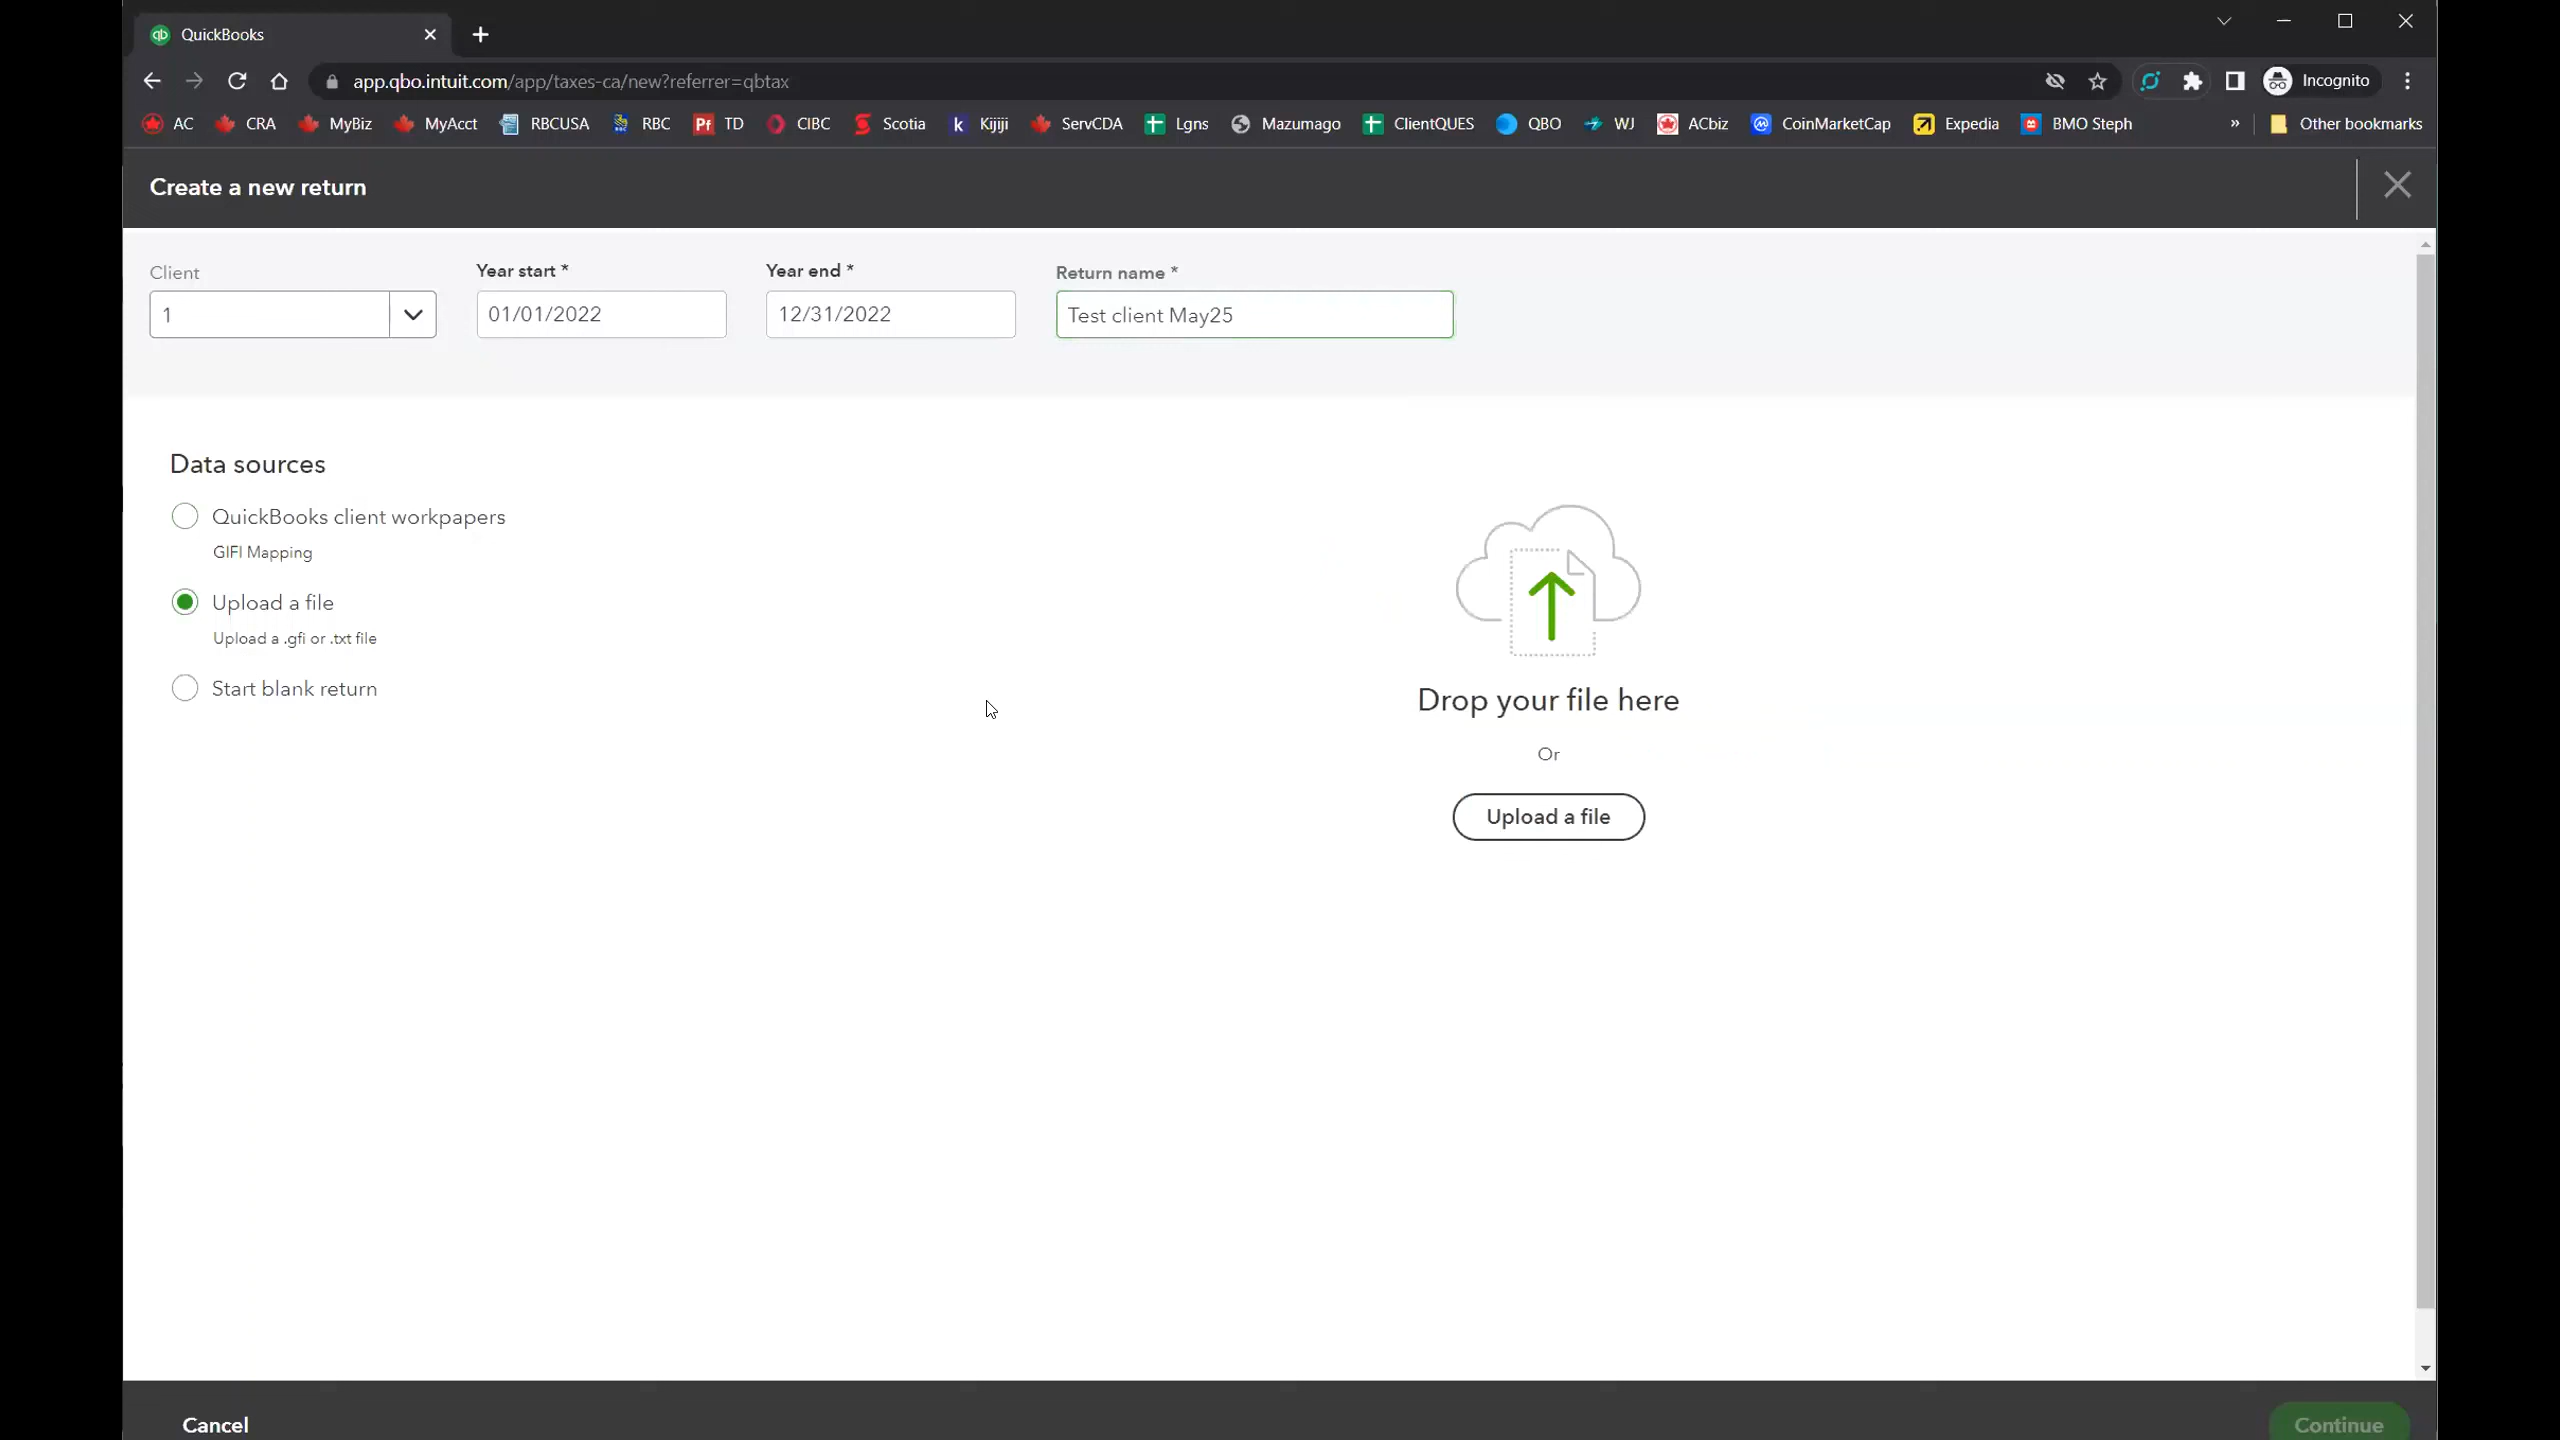 QuickBooks
app.qbo.intuit.com/app/taxes-ca/new?referrer=qbtax
Incognito
AC CRA MyBiz MyAcct RBCUSA RBC TD CIBC Scotia Kijiji ServCDA Lgns Mazumago ClientQUES QBO WJ ACbiz CoinMarketCap Expedia BMO Steph » Other bookmarks
Create a new return
Client Year start * Year end * Return name *
1 01/01/2022 12/31/2022 Test client May25
Data sources
QuickBooks client workpapers
GIFI Mapping
Upload a file
Upload a .gfi or .txt file
Start blank return
Drop your file here
Or
Upload a file
Cancel Continue